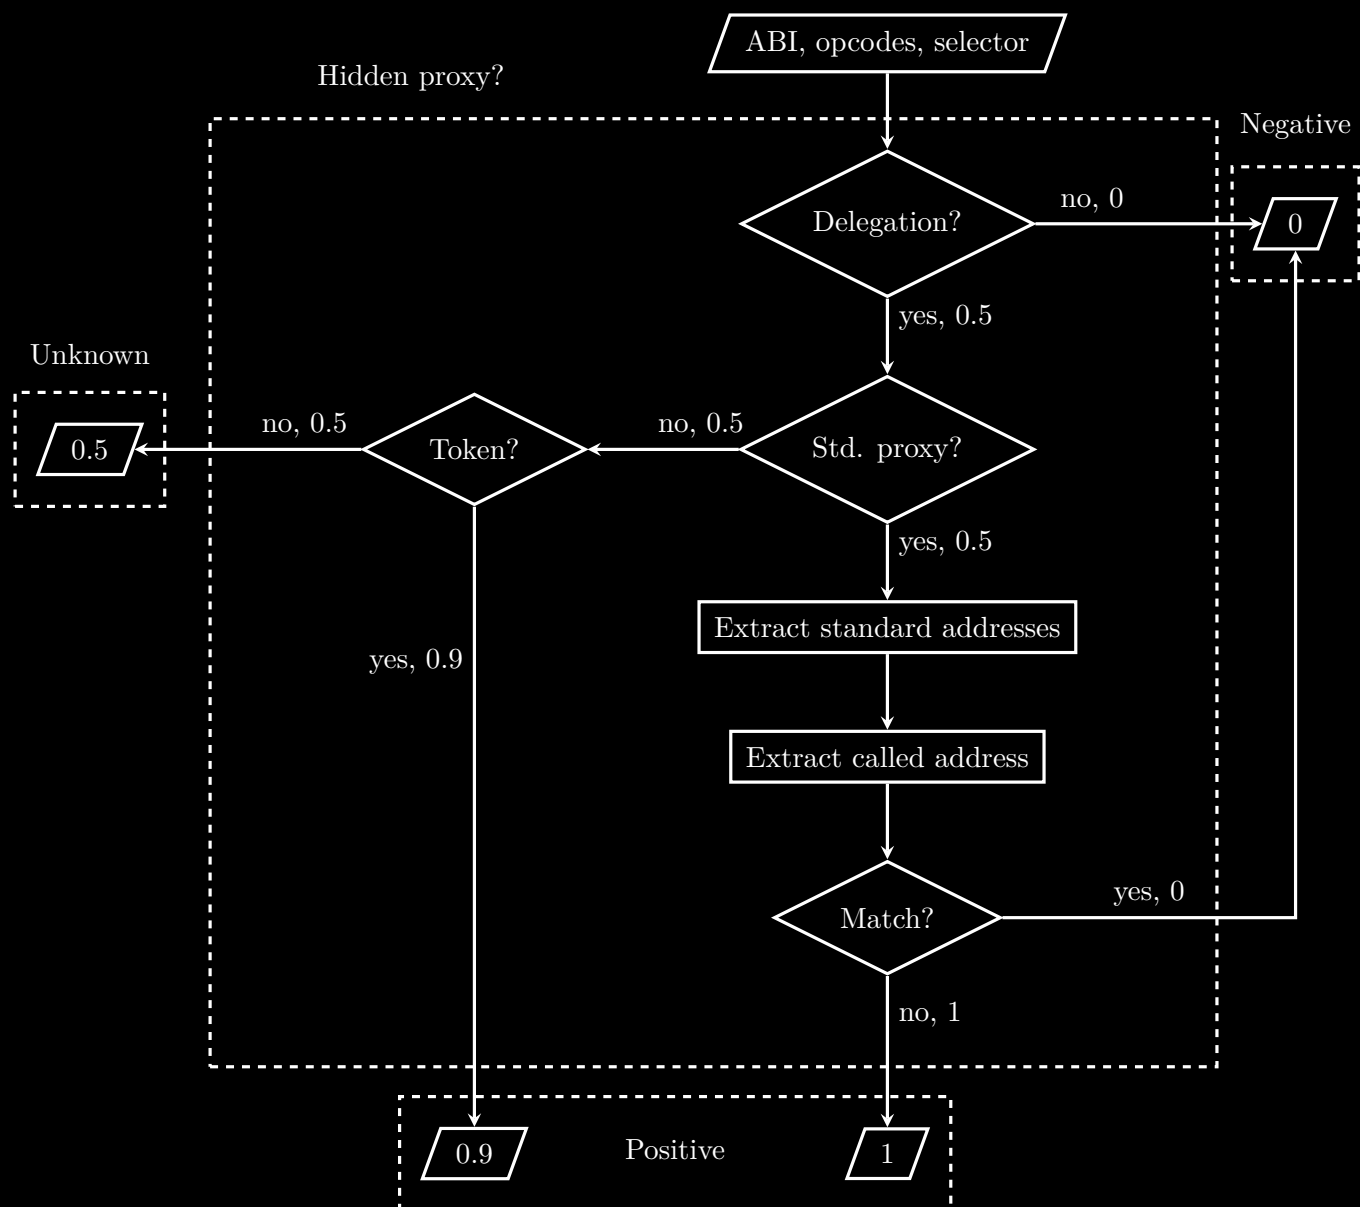 ABI, opcodes, selector
Hidden proxy?
Negative
no, 0
Delegation?
0
yes, 0.5
Unknown
no, 0.5
no, 0.5
0.5
Token?
Std. proxy?
yes, 0.5
Extract standard addresses
yes, 0.9
Extract called address
yes, 0
Match?
no, 1
0.9
Positive
1